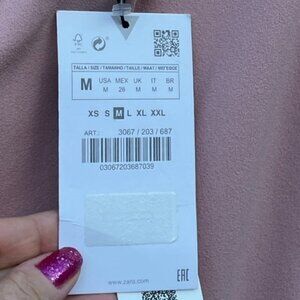 TALLA / SIZE / TAMANHO / TAILLE / MAAT / ΜΕΓΕΘΟΣ
M
USA MEX UK IT BR
M 26 M M M
XS S M L XL XXL
ART.: 3067 / 203 / 687
03067203687039
www.zara.com
EAC